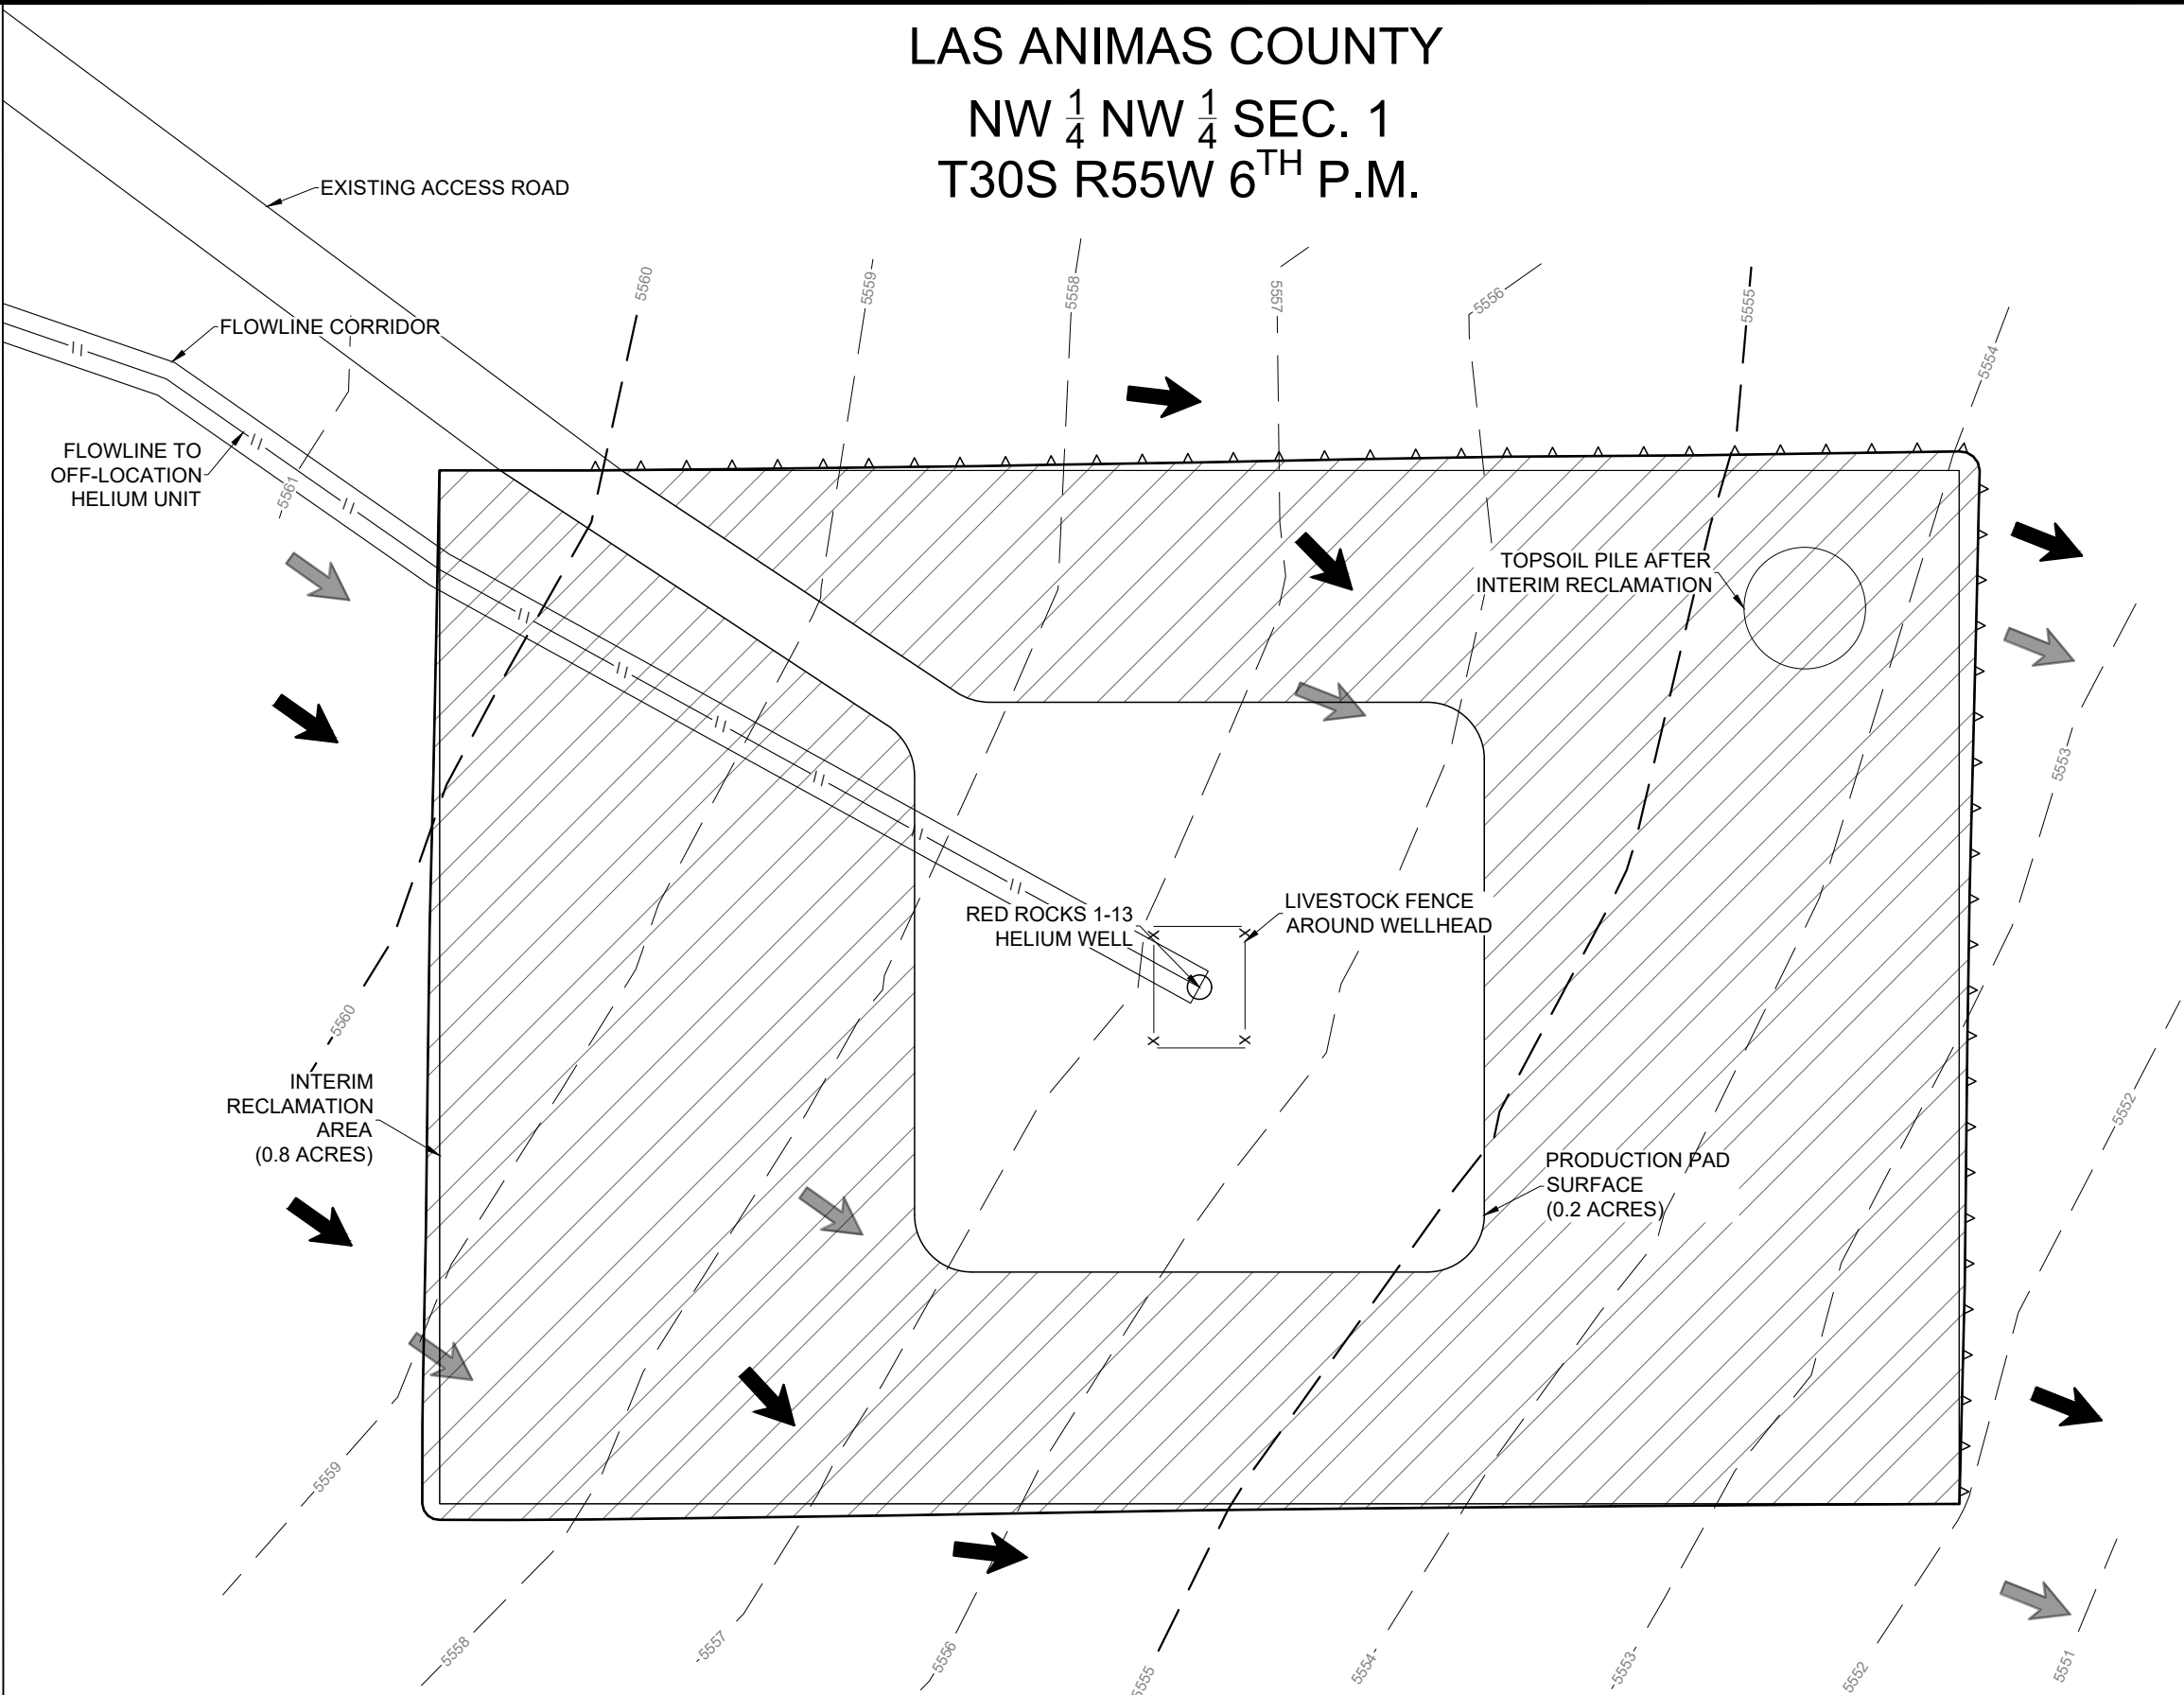 LAS ANIMAS COUNTY
NW 1/4 NW 1/4 SEC. 1
T30S R55W 6TH P.M.
EXISTING ACCESS ROAD
5560
5559
5558
5557
5556
5555
5554
FLOWLINE CORRIDOR
FLOWLINE TO
OFF-LOCATION
HELIUM UNIT
5561
TOPSOIL PILE AFTER
INTERIM RECLAMATION
5553
RED ROCKS 1-13
HELIUM WELL
LIVESTOCK FENCE
AROUND WELLHEAD
5560
INTERIM
RECLAMATION
AREA
(0.8 ACRES)
5552
PRODUCTION PAD
SURFACE
(0.2 ACRES)
5559
5558
5557
5556
5555
5554
5553
5552
5551